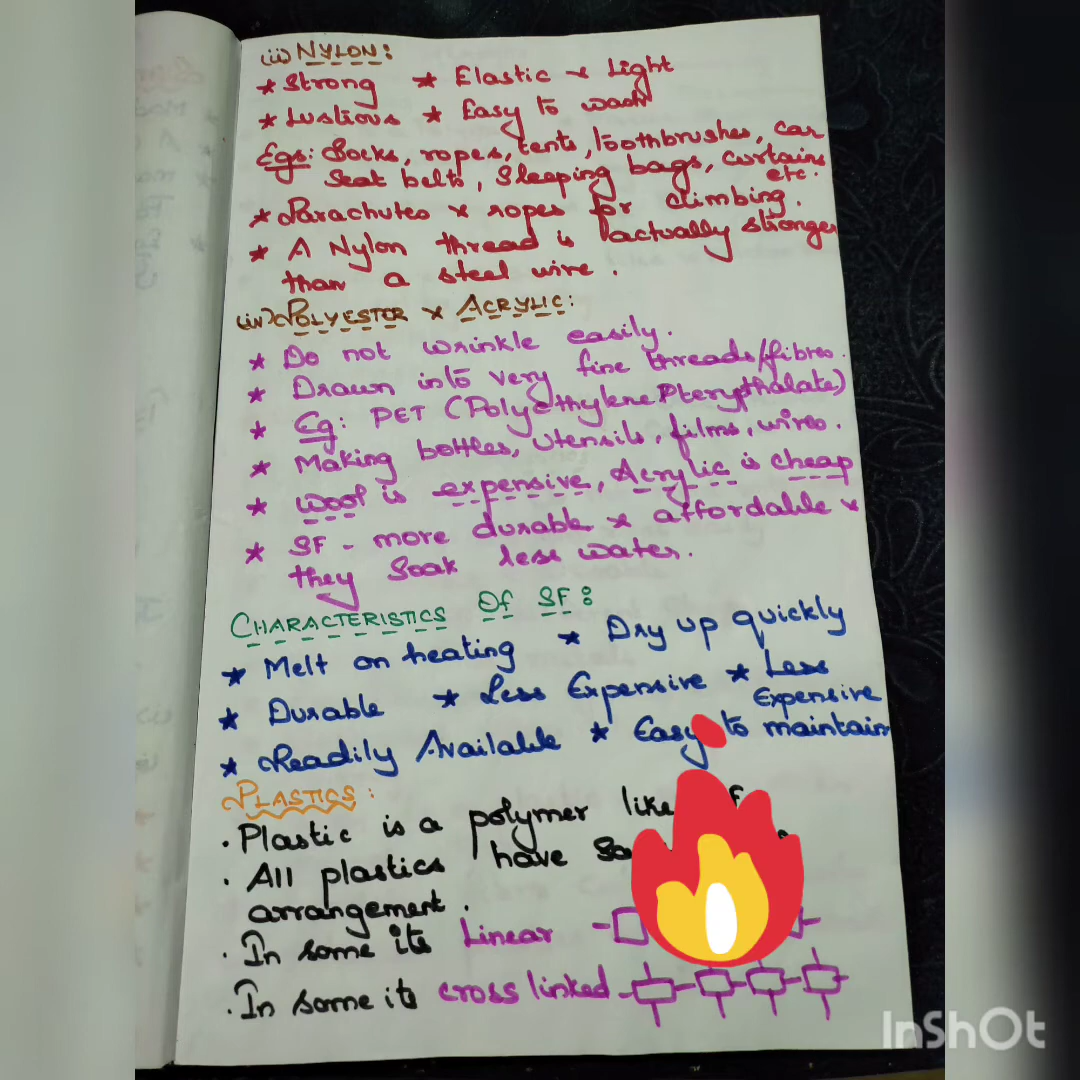 (ii) NYLON:
* Strong * Elastic & Light
* Lustious * Easy to wash
Egs: Socks, ropes, tents, Toothbrushes, car
seat belts, Sleeping bags, curtains
etc.
* Parachutes & ropes for climbing.
* A Nylon thread is actually stronger
than a steel wire.
POLYESTER & ACRYLIC:
* Do not wrinkle easily.
* Drawn into very fine threads/fibres.
* Eg: PET (Polyethylene Pterypthalate)
* Making bottles, utensils, films, wires.
* Wool is expensive, Acrylic is cheap
* SF - more durable & affordable &
they soak less water.
CHARACTERISTICS Of SF:
* Melt on heating * Dry up quickly
* Durable * Less Expensive * Less
Expensive
* Readily Available * Easy to maintain
PLASTICS:
. Plastic is a polymer like
. All plastics have
arrangement.
. In some its Linear
. In some its cross linked
InShOt